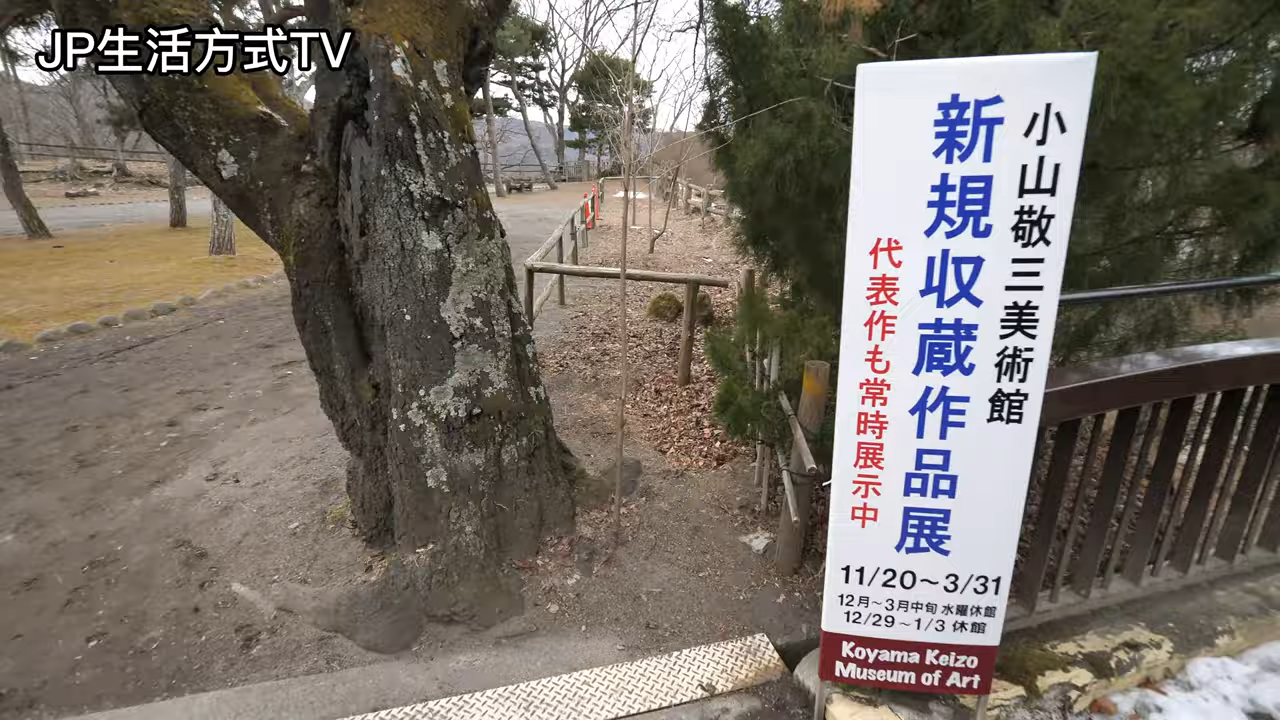 JP生活方式TV
小山敬三美術館
新規収蔵作品展
代表作も常時展示中
11/20～3/31
12月～3月中旬 水曜休館
12/29～1/3 休館
Koyama Keizo
Museum of Art